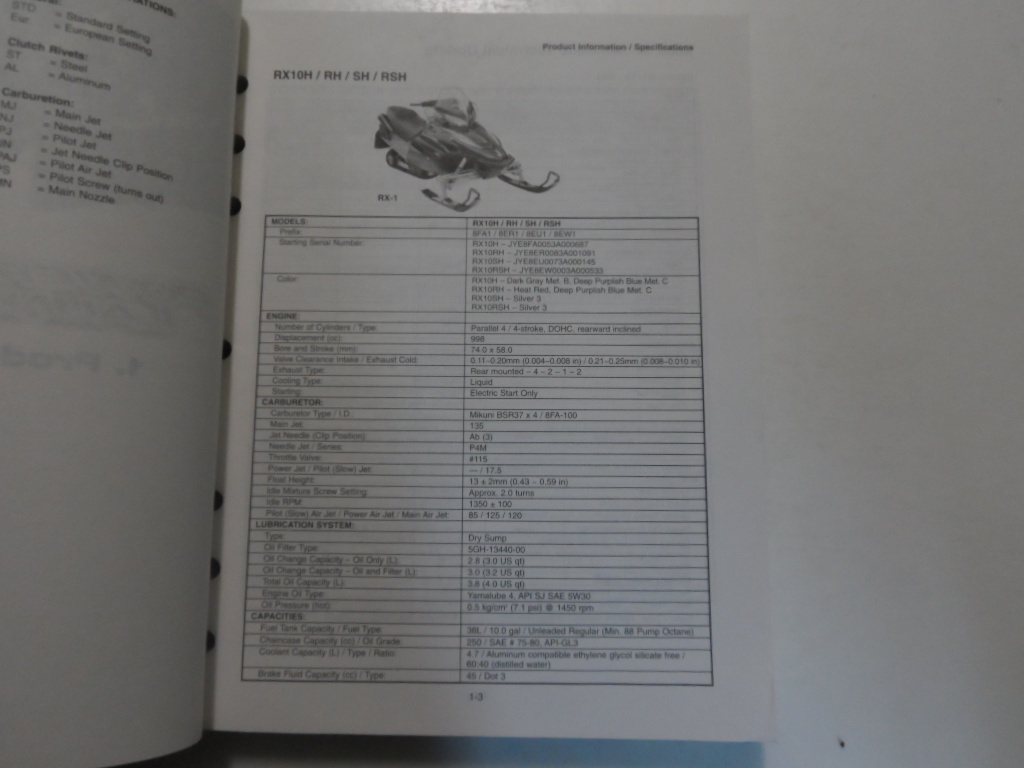 ATIONS:
STD = Standard Setting
Eur = European Setting
Clutch Rivets:
ST = Steel
AL = Aluminum
Carburetion:
MJ = Main Jet
NJ = Needle Jet
PJ = Pilot Jet
JN = Jet Needle Clip Position
PAJ = Pilot Air Jet
PS = Pilot Screw (turns out)
MN = Main Nozzle
1. Prod
Product Information / Specifications
RX10H / RH / SH / RSH
RX-1
MODELS: RX10H / RH / SH / RSH
Prefix: 8FA1 / 8ER1 / 8EU1 / 8EW1
Starting Serial Number: RX10H – JYE8FA0053A000687
RX10RH – JYE8ER0083A001091
RX10SH – JYE8EU0073A000145
RX10RSH – JYE8EW0003A000533
Color: RX10H – Dark Gray Met. B, Deep Purplish Blue Met. C
RX10RH – Heat Red, Deep Purplish Blue Met. C
RX10SH – Silver 3
RX10RSH – Silver 3
ENGINE:
Number of Cylinders / Type: Parallel 4 / 4-stroke, DOHC, rearward inclined
Displacement (cc): 998
Bore and Stroke (mm): 74.0 x 58.0
Valve Clearance Intake / Exhaust Cold: 0.11–0.20mm (0.004–0.008 in) / 0.21–0.25mm (0.008–0.010 in)
Exhaust Type: Rear mounted – 4 – 2 – 1 – 2
Cooling Type: Liquid
Starting: Electric Start Only
CARBURETOR:
Carburetor Type / I.D.: Mikuni BSR37 x 4 / 8FA-100
Main Jet: 135
Jet Needle (Clip Position): Ab (3)
Needle Jet / Series: P4M
Throttle Valve: #115
Power Jet / Pilot (Slow) Jet: — / 17.5
Float Height: 13 ± 2mm (0.43 – 0.59 in)
Idle Mixture Screw Setting: Approx. 2.0 turns
Idle RPM: 1350 ± 100
Pilot (Slow) Air Jet / Power Air Jet / Main Air Jet: 85 / 125 / 120
LUBRICATION SYSTEM:
Type: Dry Sump
Oil Filter Type: 5GH-13440-00
Oil Change Capacity – Oil Only (L): 2.8 (3.0 US qt)
Oil Change Capacity – Oil and Filter (L): 3.0 (3.2 US qt)
Total Oil Capacity (L): 3.8 (4.0 US qt)
Engine Oil Type: Yamalube 4, API SJ SAE 5W30
Oil Pressure (hot): 0.5 kg/cm² (7.1 psi) @ 1450 rpm
CAPACITIES:
Fuel Tank Capacity / Fuel Type: 38L / 10.0 gal / Unleaded Regular (Min. 88 Pump Octane)
Chaincase Capacity (cc) / Oil Grade: 250 / SAE # 75-80, API-GL3
Coolant Capacity (L) / Type / Ratio: 4.7 / Aluminum compatible ethylene glycol silicate free /
60:40 (distilled water)
Brake Fluid Capacity (cc) / Type: 45 / Dot 3
1-3